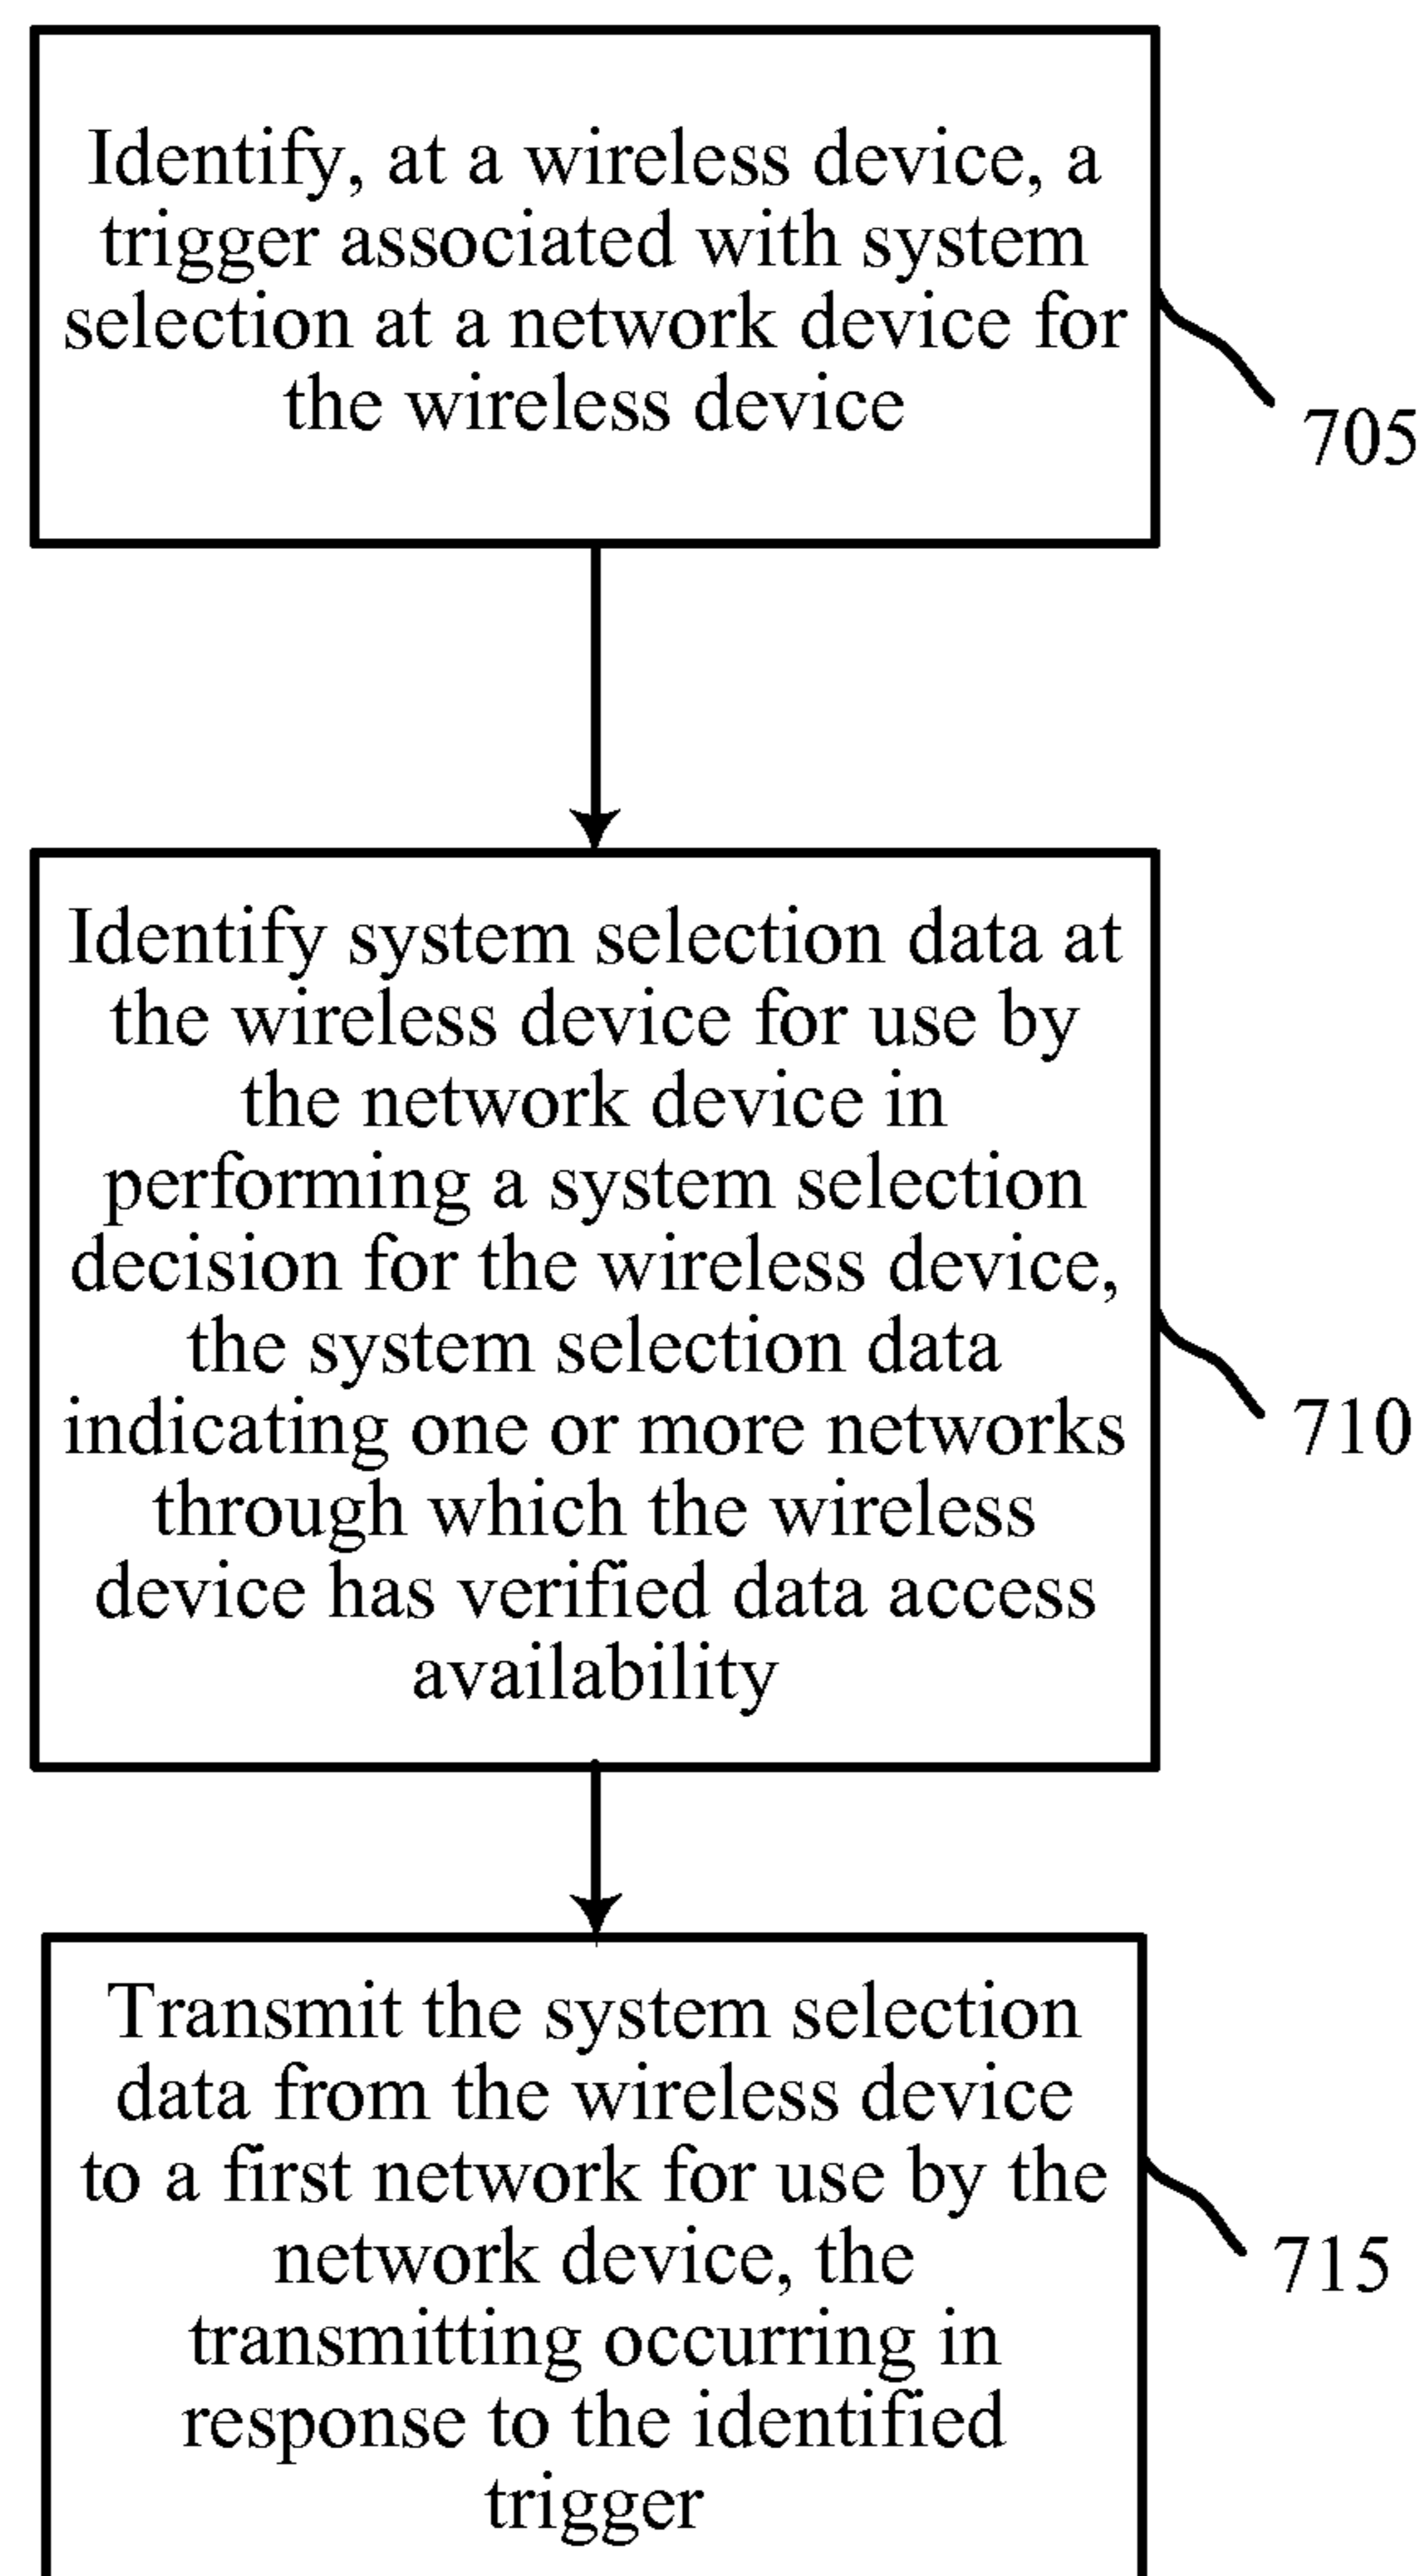 Identify, at a wireless device, a
trigger associated with system
selection at a network device for
the wireless device
705
Identify system selection data at
the wireless device for use by
the network device in
performing a system selection
decision for the wireless device,
the system selection data
indicating one or more networks
through which the wireless
device has verified data access
availability
710
Transmit the system selection
data from the wireless device
to a first network for use by the
network device, the
transmitting occurring in
response to the identified
trigger
715